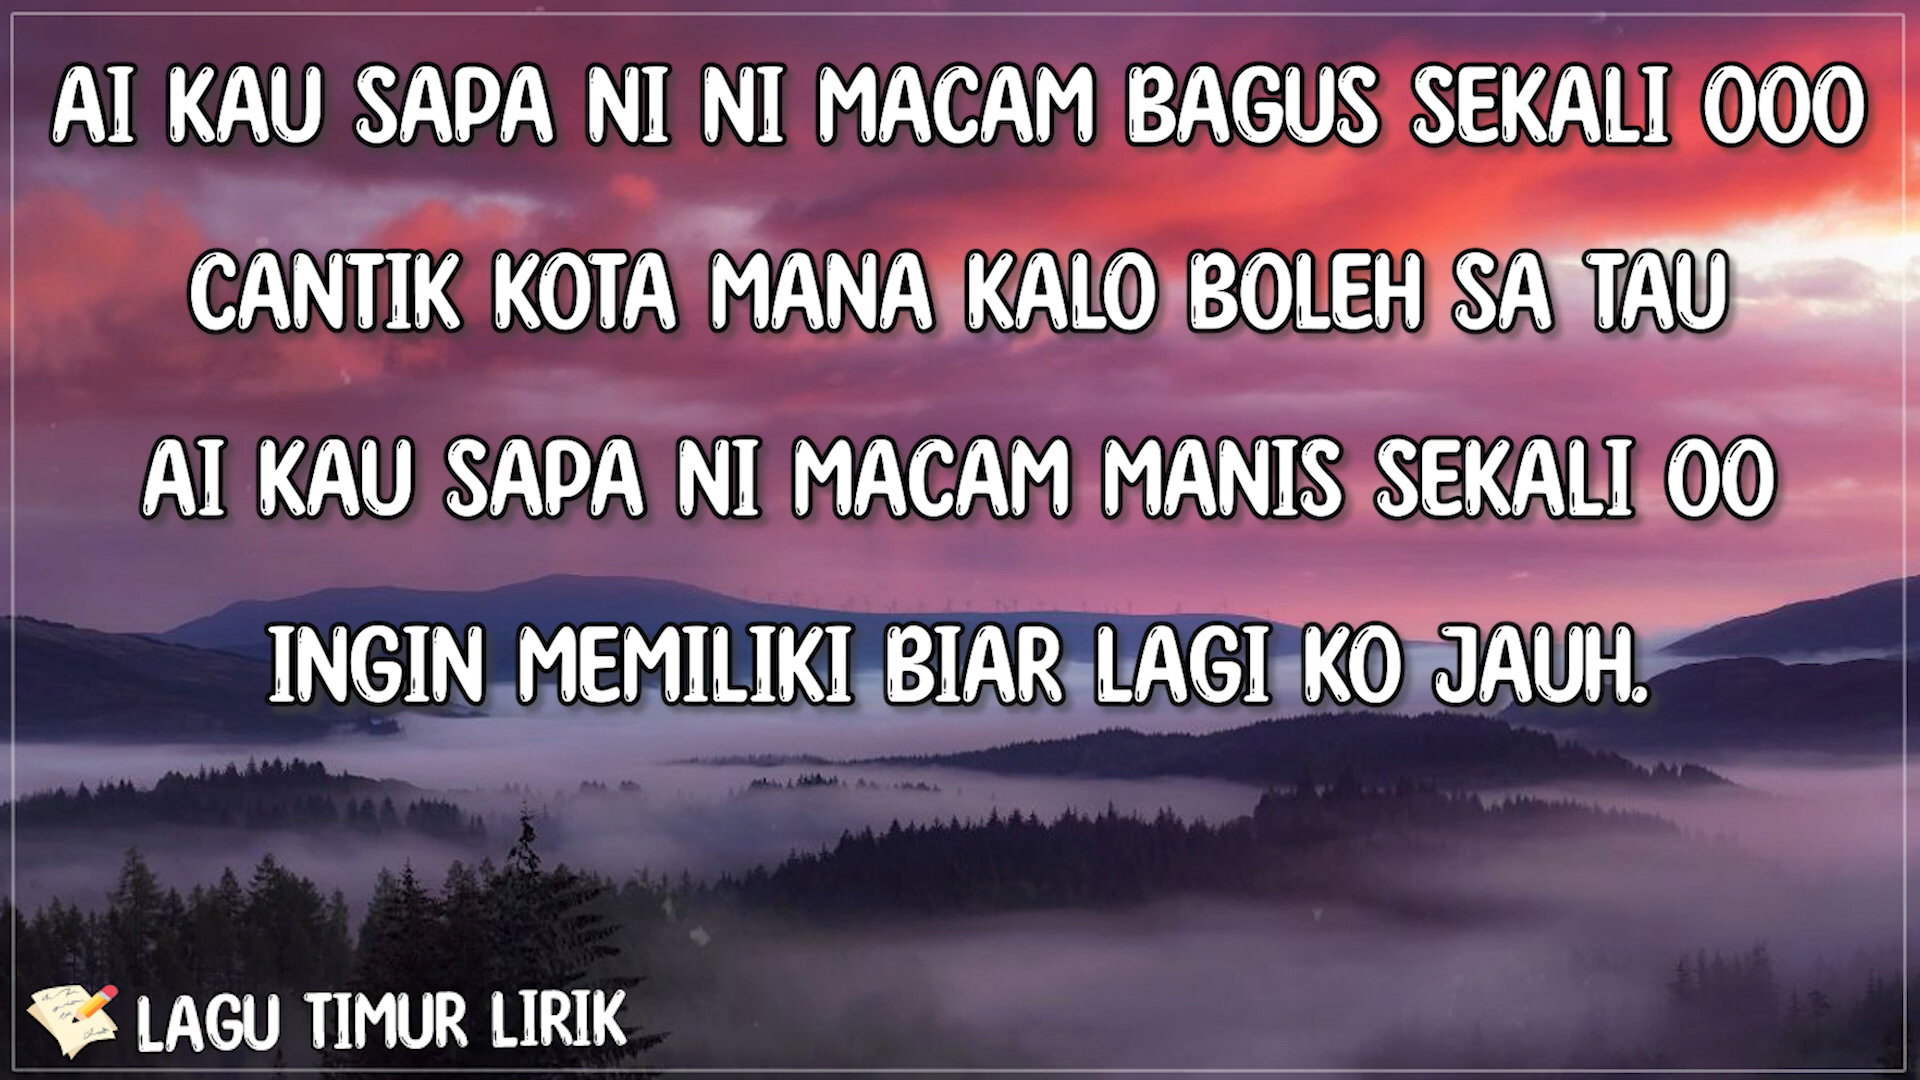 AI KAU SAPA NI NI MACAM BAGUS SEKALI OOO
CANTIK KOTA MANA KALO BOLEH SA TAU
AI KAU SAPA NI MACAM MANIS SEKALI OO
INGIN MEMILIKI BIAR LAGI KO JAUH.
LAGU TIMUR LIRIK